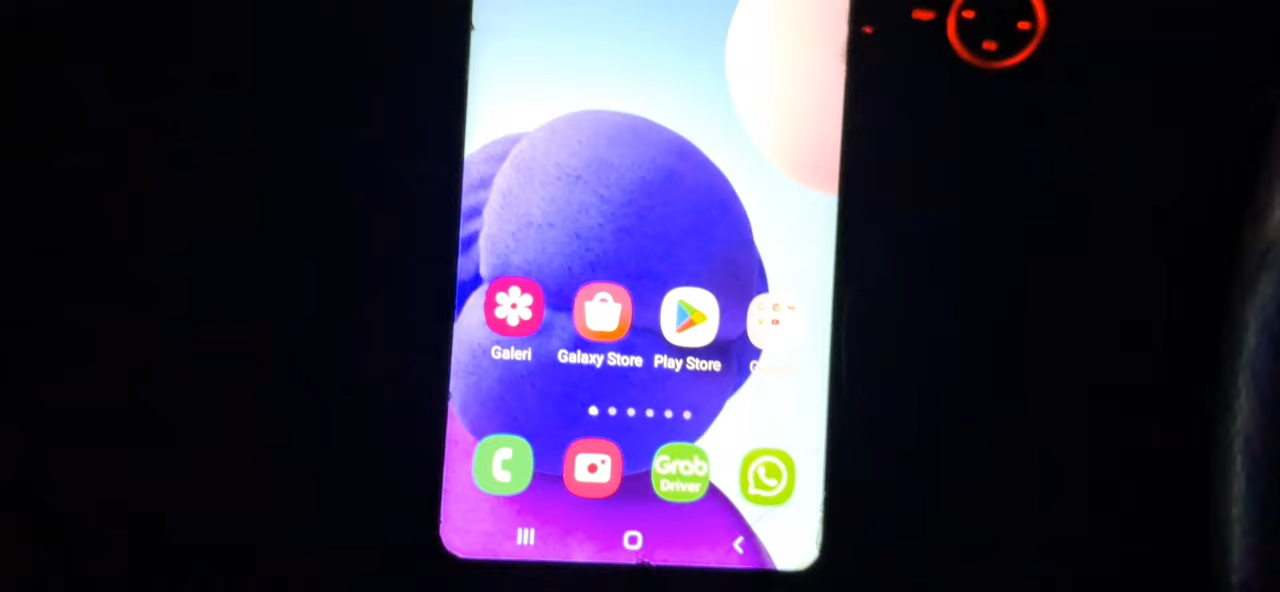 Galeri
Galaxy Store
Play Store
Grab
Driver